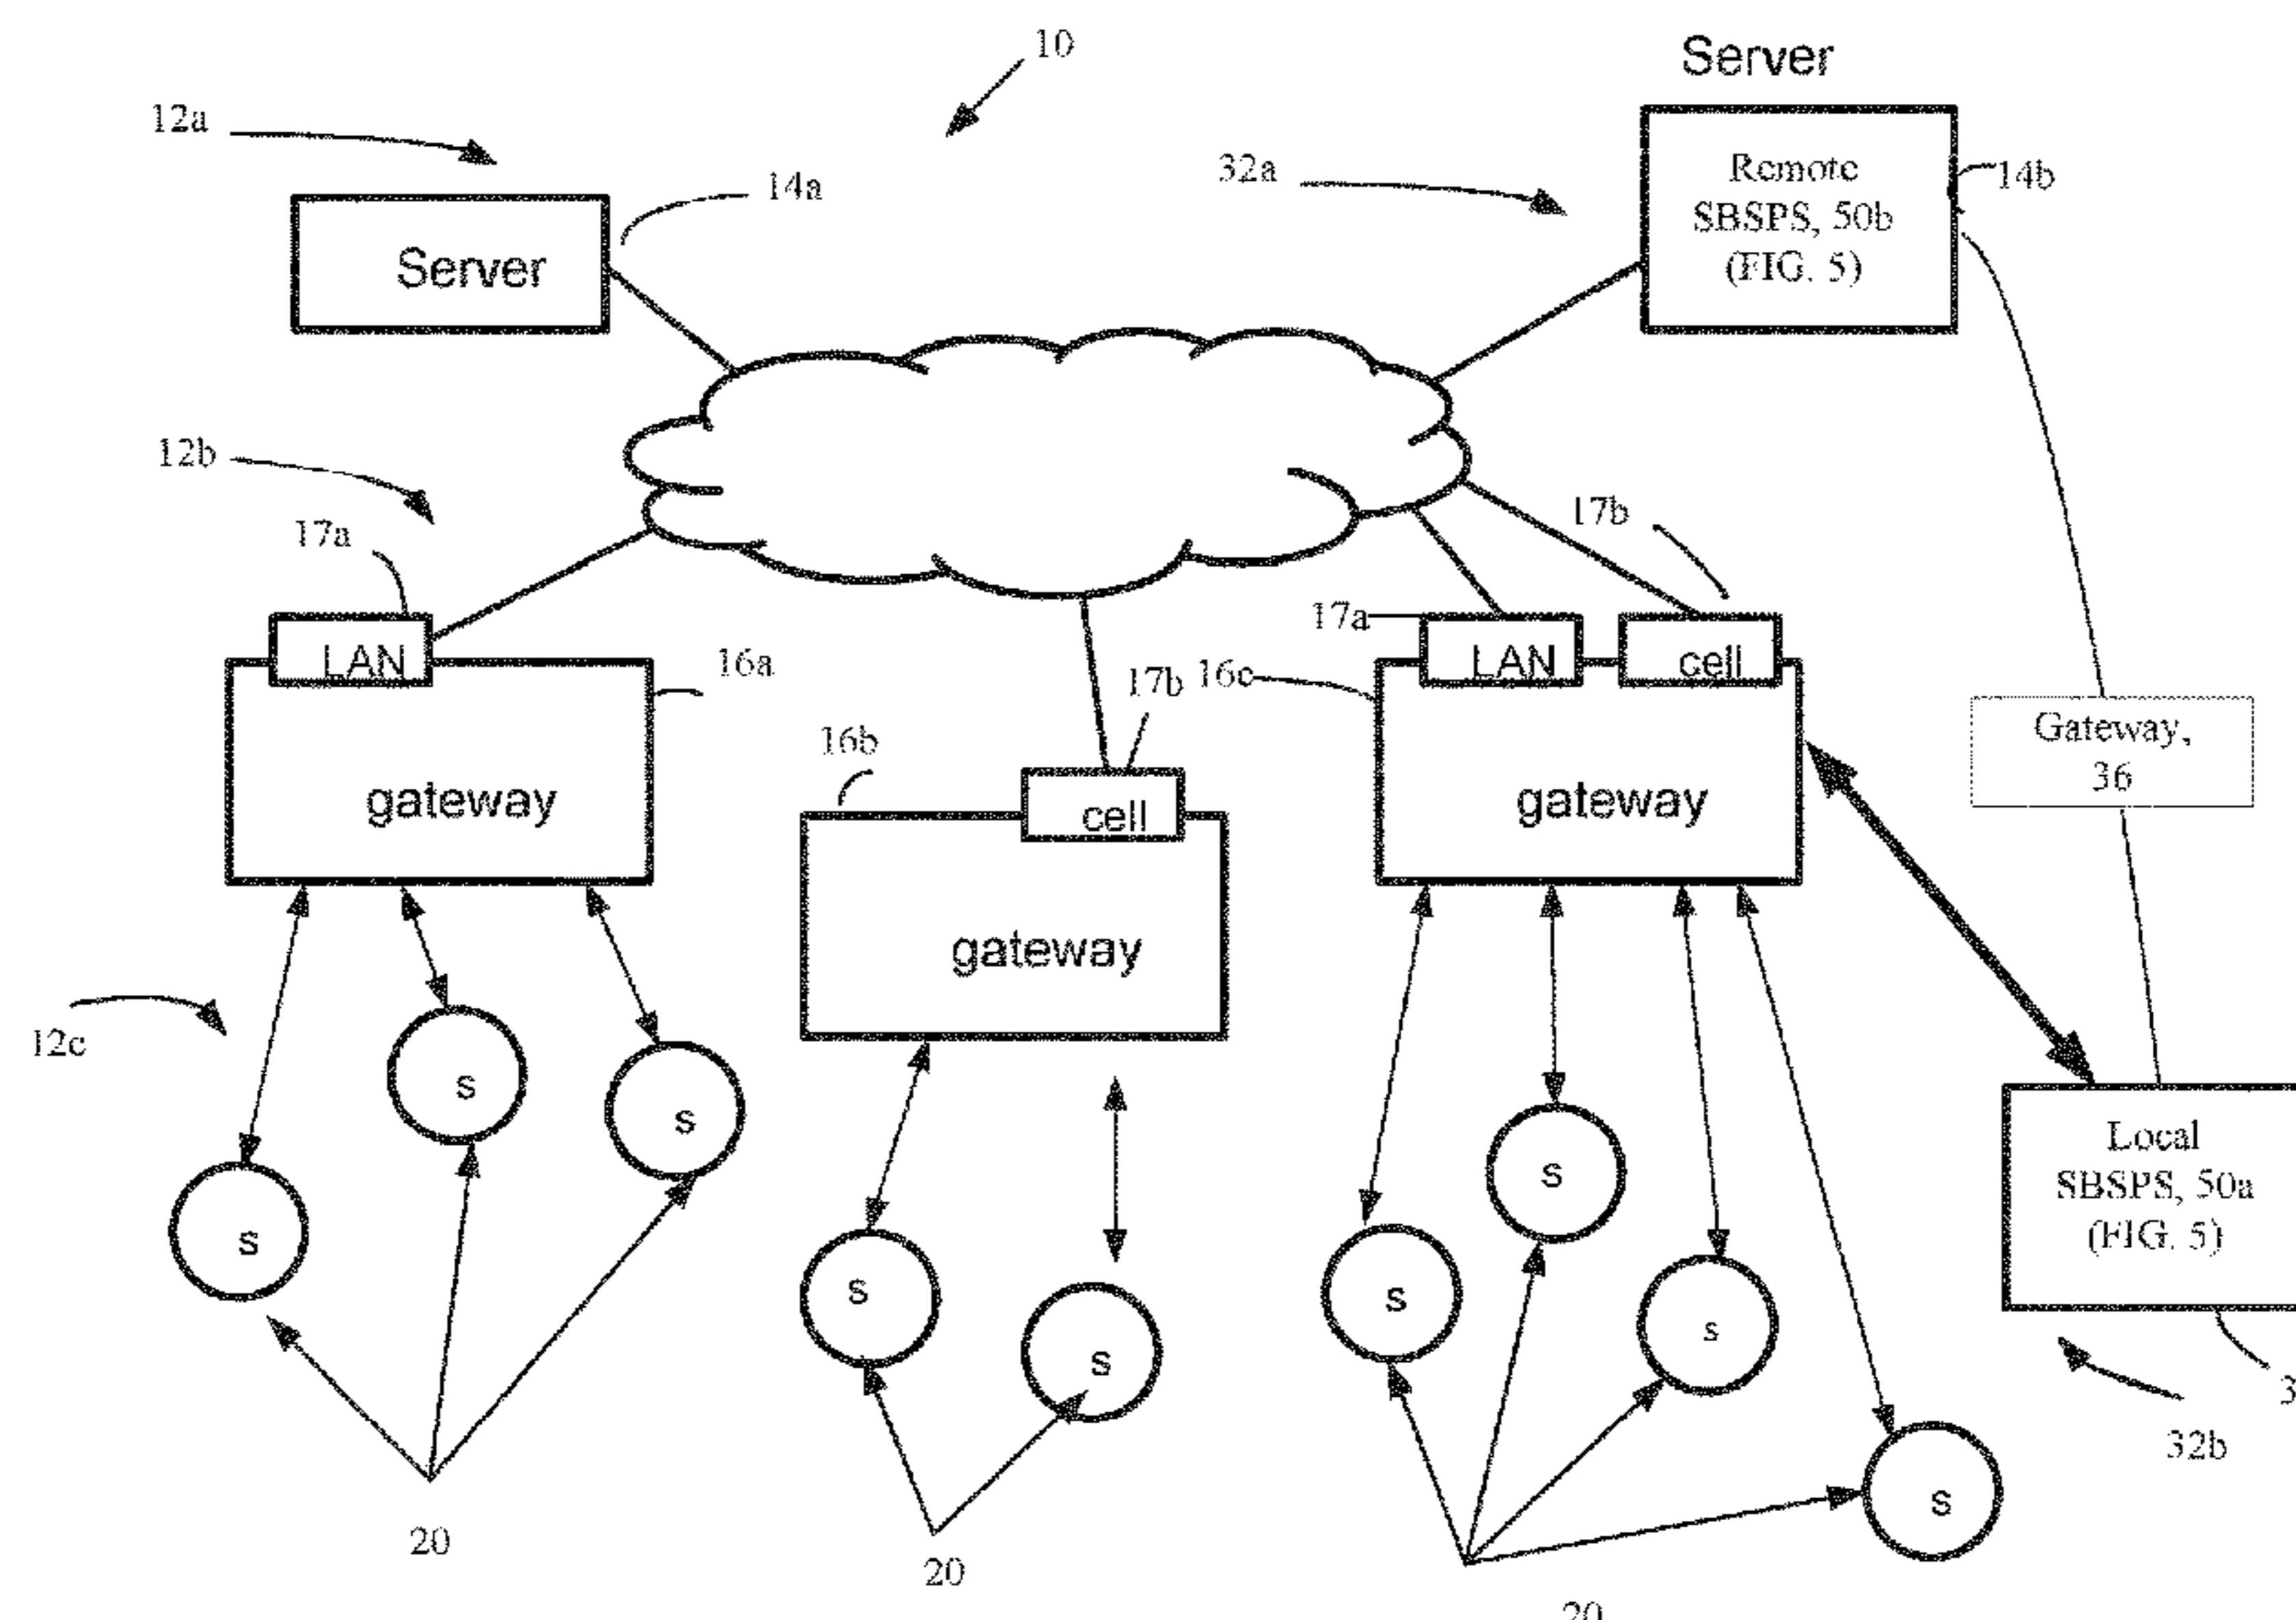 10
Server
12a
14a
32a
Remote
SBSPS, 50b
(FIG. 5)
14b
Server
12b
17a
17b
17a
LAN
16a
17b
16c
LAN
cell
16b
cell
gateway
gateway
Gateway,
36
gateway
12c
s
s
s
s
s
s
s
s
s
Local
SBSPS, 50a
(FIG. 5)
3
32b
20
20
20